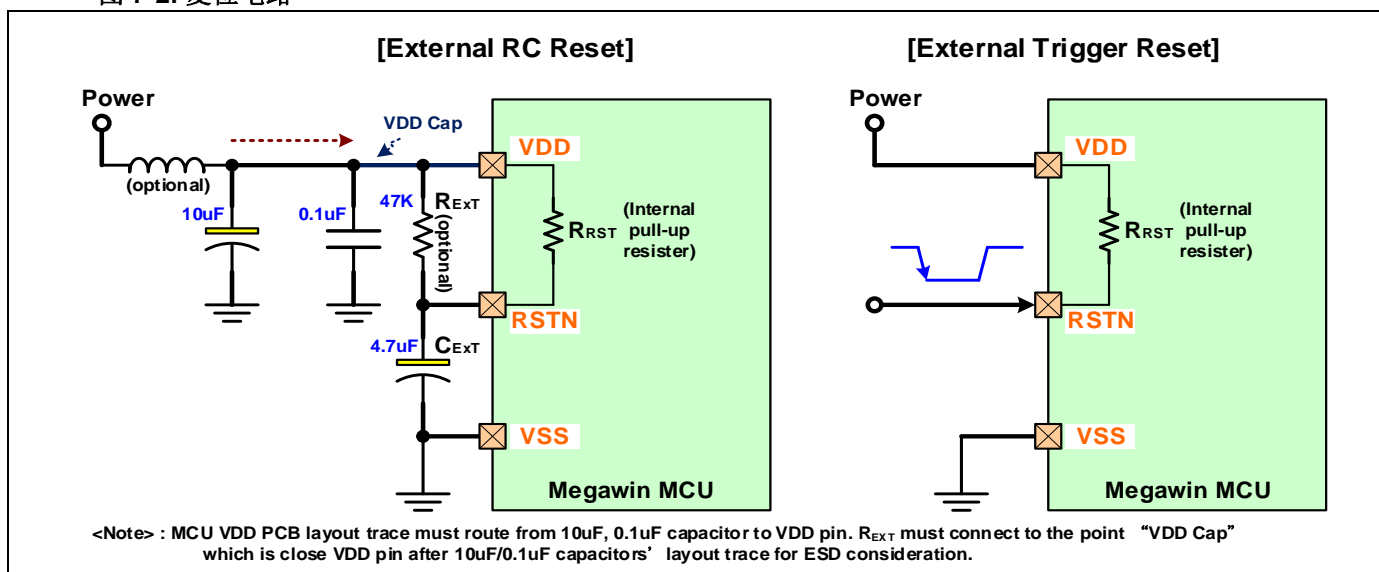 [External RC Reset]
Power
VDD Cap
(optional)
10uF
0.1uF
47K
REXT
(optional)
4.7uF
CEXT
VDD
RRST
(Internal
pull-up
resister)
RSTN
VSS
Megawin MCU
[External Trigger Reset]
Power
VDD
RRST
(Internal
pull-up
resister)
RSTN
VSS
Megawin MCU
<Note> : MCU VDD PCB layout trace must route from 10uF, 0.1uF capacitor to VDD pin. REXT must connect to the point “VDD Cap”
which is close VDD pin after 10uF/0.1uF capacitors’ layout trace for ESD consideration.